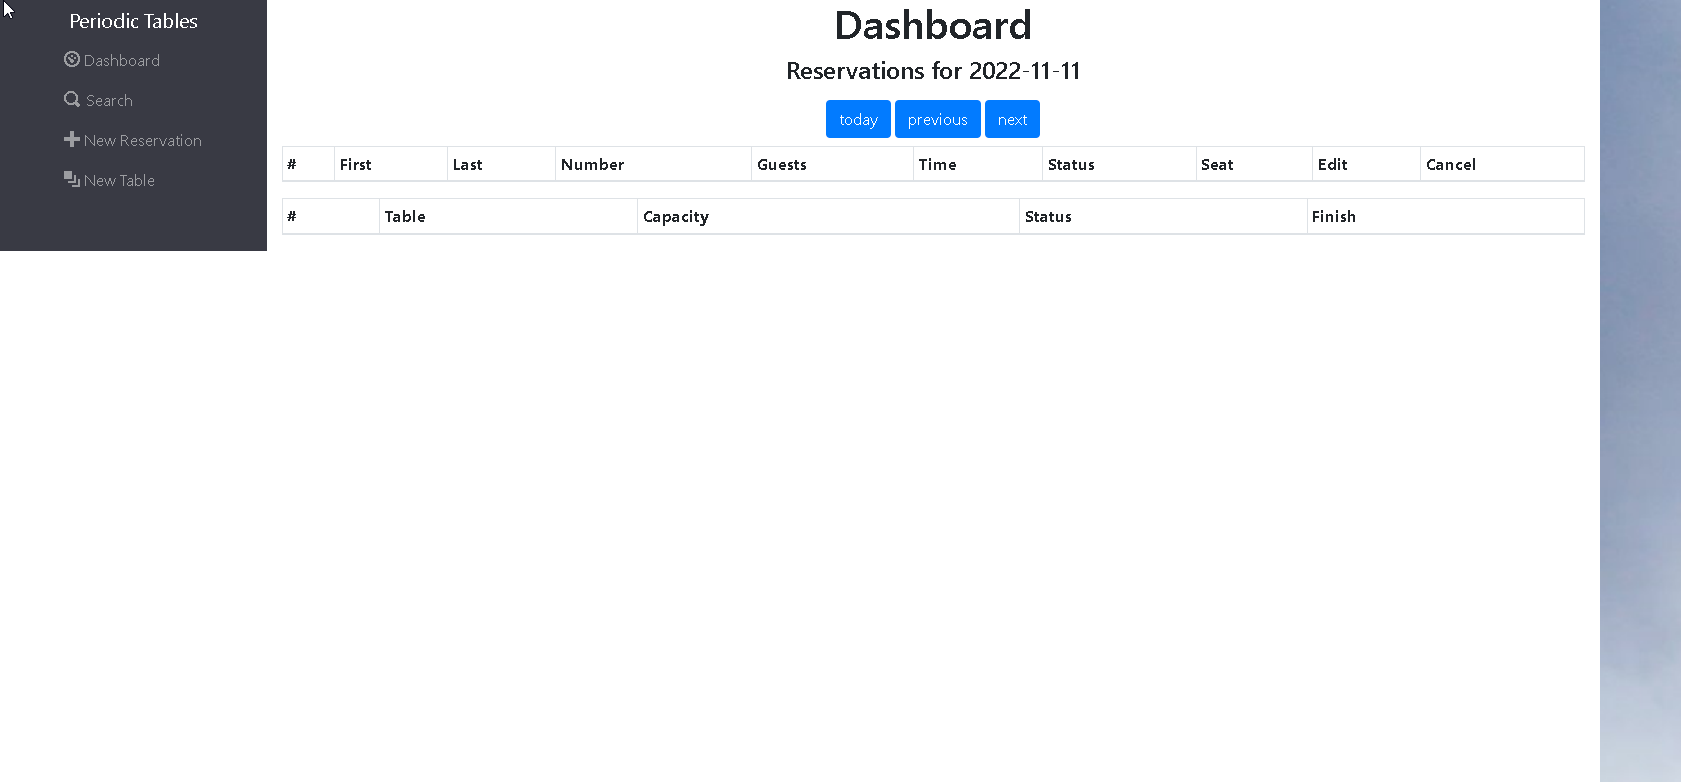 Periodic Tables
Dashboard
Search
New Reservation
New Table
Dashboard
Reservations for 2022-11-11
today previous next
# First Last Number Guests Time Status Seat Edit Cancel
# Table Capacity Status Finish